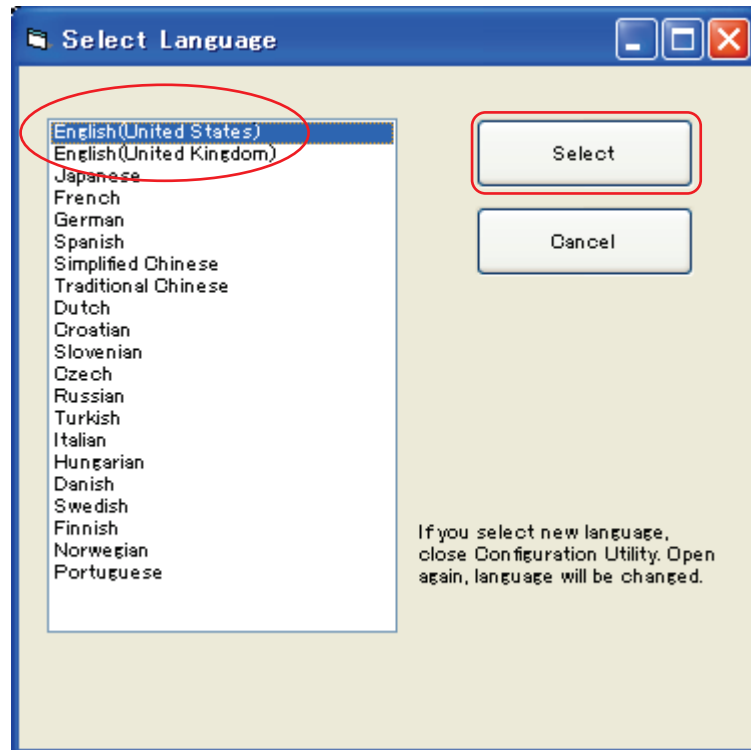 Select Language
English(United States)
English(United Kingdom)
Japanese
French
German
Spanish
Simplified Chinese
Traditional Chinese
Dutch
Croatian
Slovenian
Czech
Russian
Turkish
Italian
Hungarian
Danish
Swedish
Finnish
Norwegian
Portuguese
Select
Cancel
If you select new language,
close Configuration Utility. Open
again, language will be changed.